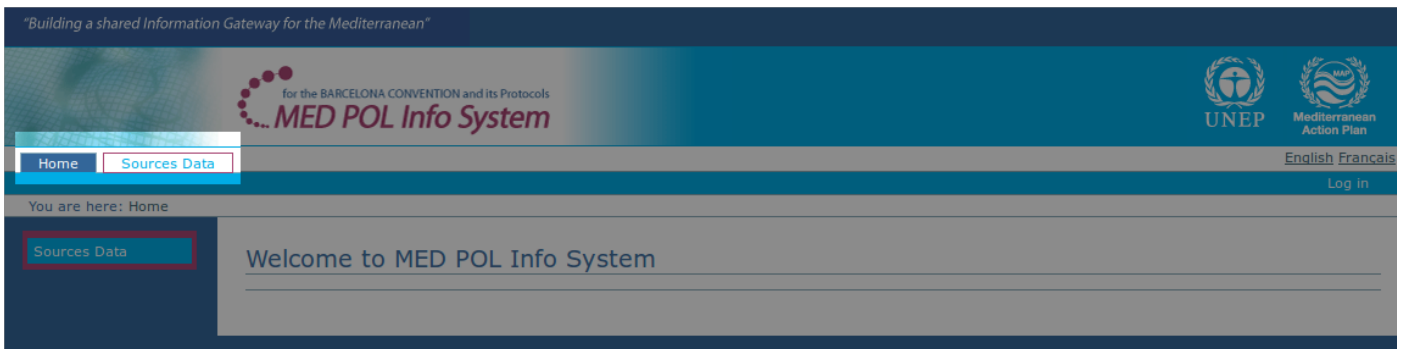 "Building a shared Information Gateway for the Mediterranean"
for the BARCELONA CONVENTION and its Protocols
MED POL Info System
UNEP
MAP
Mediterranean
Action Plan
Home
Sources Data
English Français
Log in
You are here: Home
Sources Data
Welcome to MED POL Info System